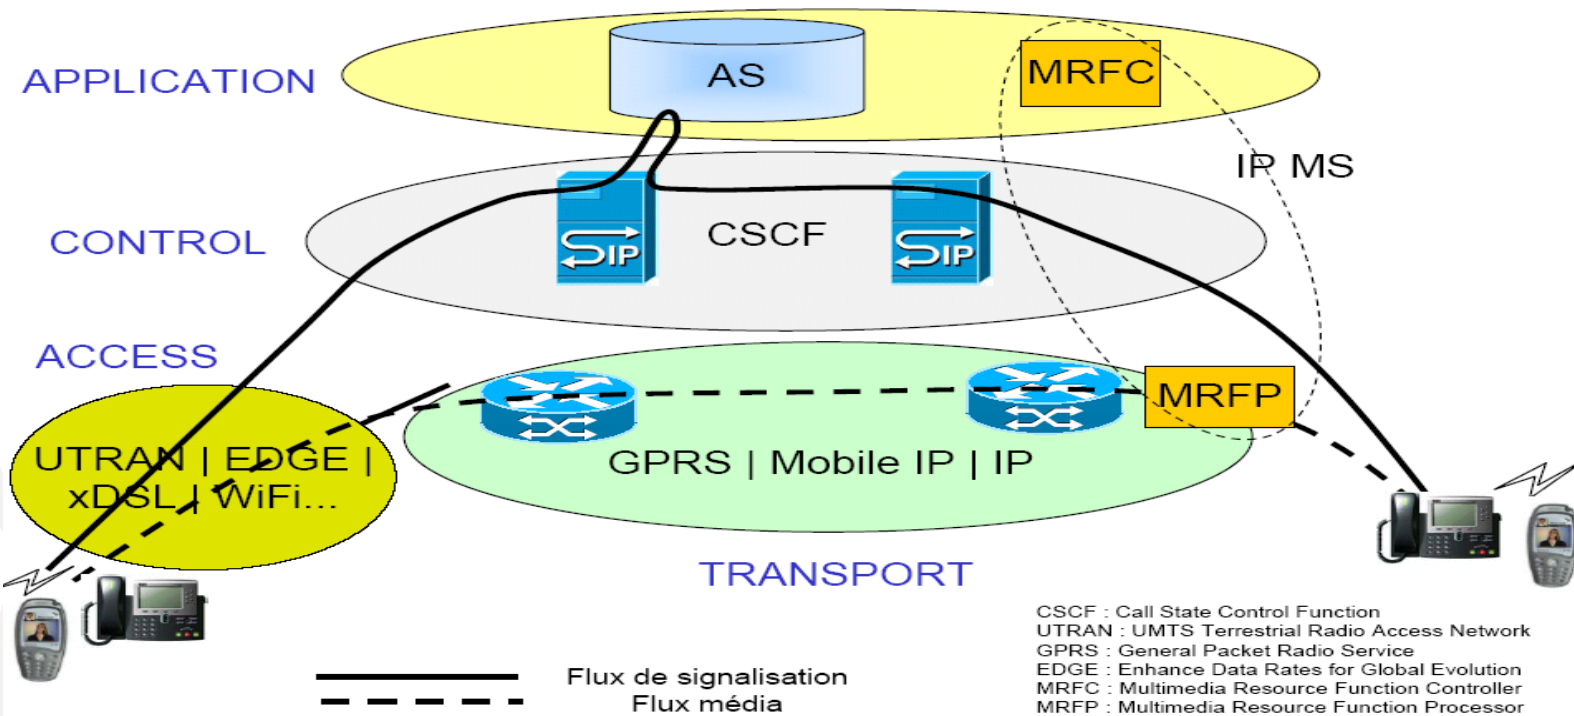 APPLICATION
AS
MRFC
IP MS
CONTROL
SIP
CSCF
SIP
ACCESS
MRFP
UTRAN | EDGE |
xDSL | WiFi...
GPRS | Mobile IP | IP
TRANSPORT
CSCF : Call State Control Function
UTRAN : UMTS Terrestrial Radio Access Network
GPRS : General Packet Radio Service
EDGE : Enhance Data Rates for Global Evolution
MRFC : Multimedia Resource Function Controller
MRFP : Multimedia Resource Function Processor
Flux de signalisation
Flux média